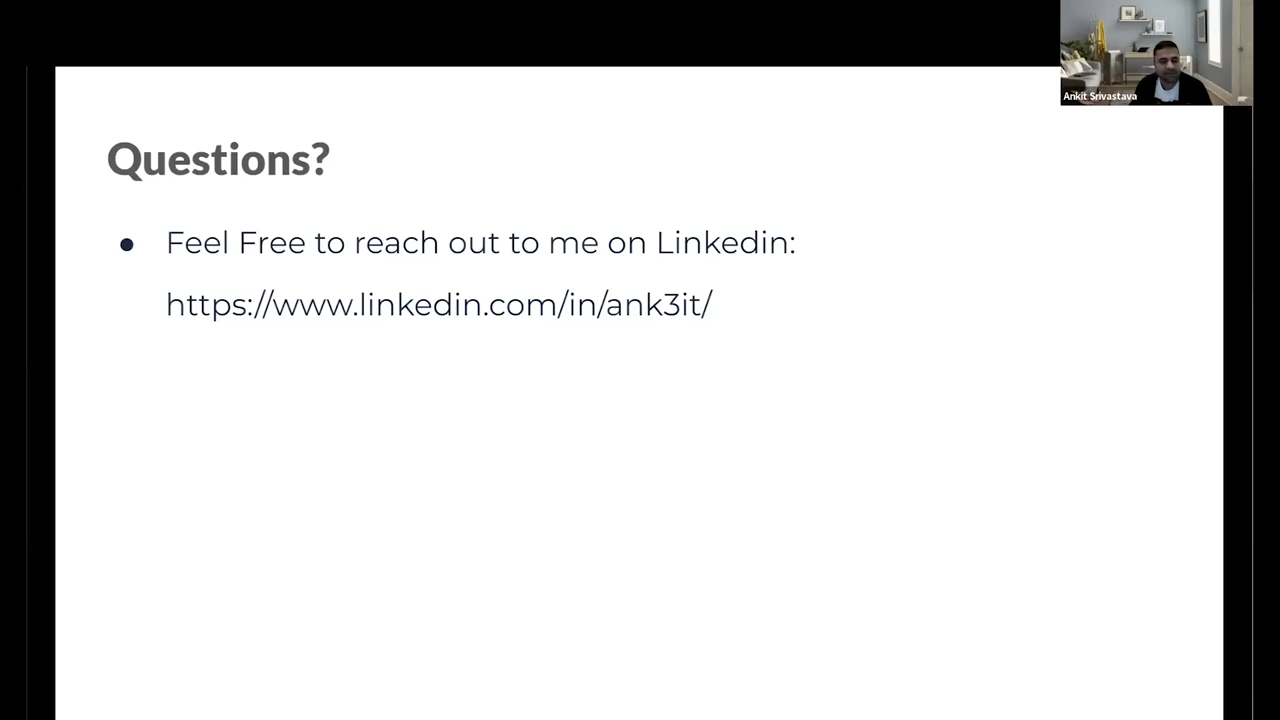 Ankit Srivastava
Questions?
● Feel Free to reach out to me on Linkedin:
https://www.linkedin.com/in/ank3it/